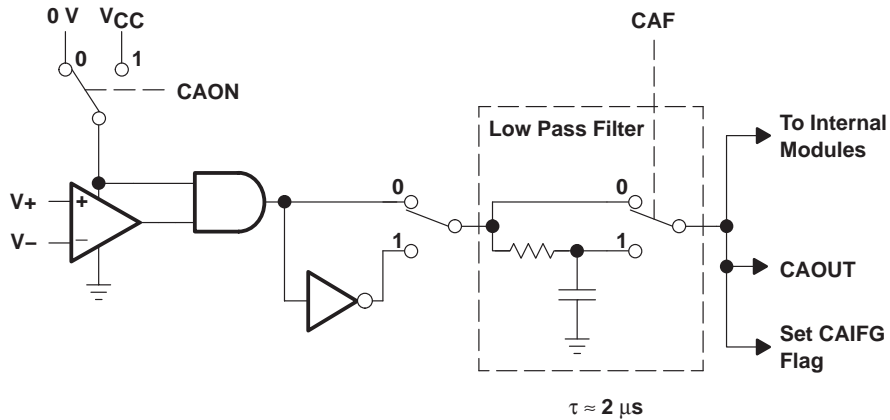 0 V VCC
0 1
CAON
CAF
Low Pass Filter
To Internal
Modules
V+
+
V−
−
0
1
0
1
CAOUT
Set CAIFG
Flag
τ ≈ 2 μs